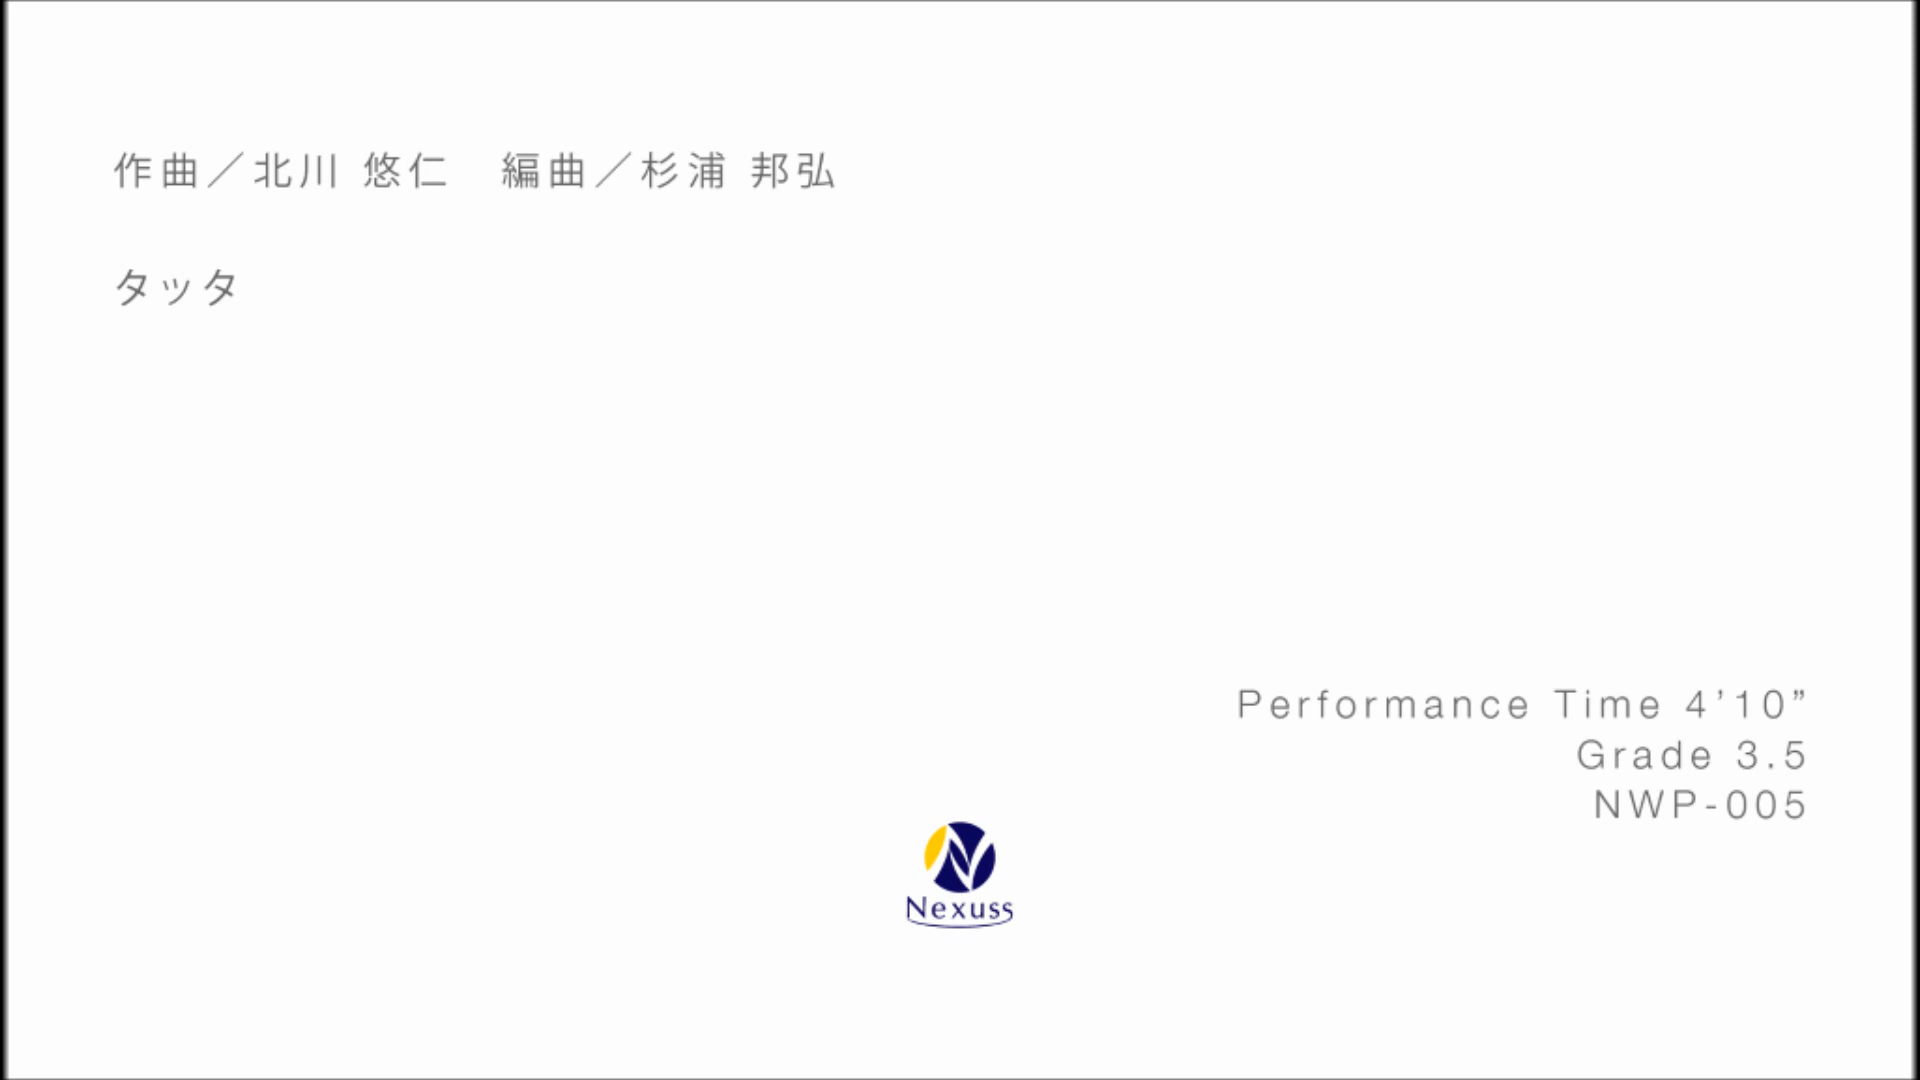 作曲／北川 悠仁　編曲／杉浦 邦弘
タッタ
Performance Time 4’10”
Grade 3.5
NWP-005
Nexuss